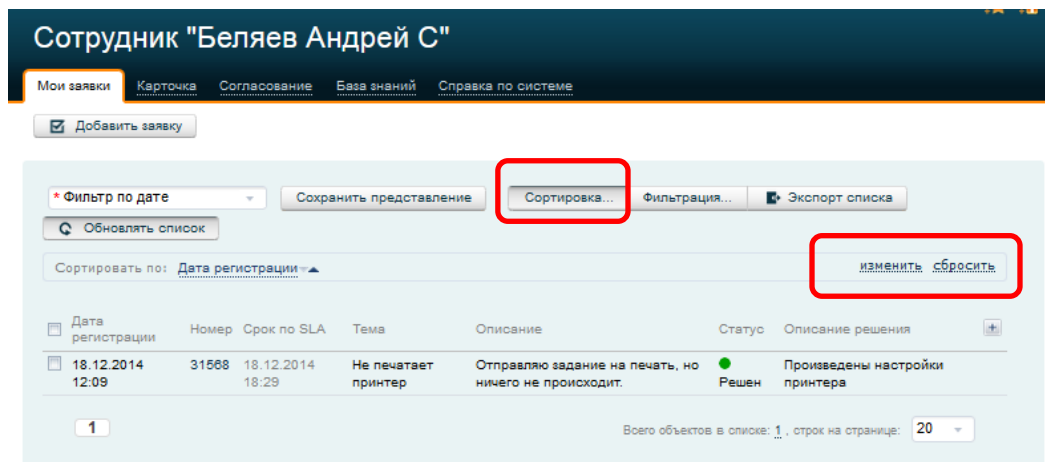 Сотрудник "Беляев Андрей С"
Мои заявки Карточка Согласование База знаний Справка по системе
Добавить заявку
* Фильтр по дате Сохранить представление Сортировка... Фильтрация... Экспорт списка
Обновлять список
Сортировать по: Дата регистрации изменить сбросить
Дата регистрации Номер Срок по SLA Тема Описание Статус Описание решения
18.12.2014 31568 18.12.2014 Не печатает Отправляю задание на печать, но Произведены настройки
12:09 18:29 принтер ничего не происходит. Решен принтера
1 Всего объектов в списке: 1 , строк на странице: 20